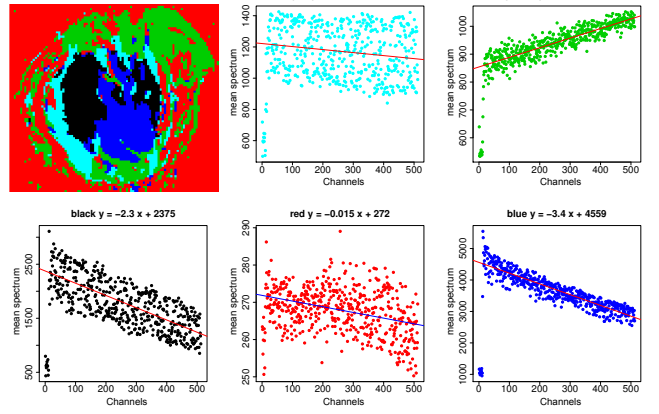 mean spectrum
600 800 1000 1200 1400
0 100 200 300 400 500
Channels
mean spectrum
600 700 800 900
0 100 200 300 400 500
Channels
black y = −2.3 x + 2375
mean spectrum
500 1500 2500
0 100 200 300 400 500
Channels
red y = −0.015 x + 272
mean spectrum
250 260 270 280 290
0 100 200 300 400 500
Channels
blue y = −3.4 x + 4559
mean spectrum
1000 2000 3000 5000
0 100 200 300 400 500
Channels